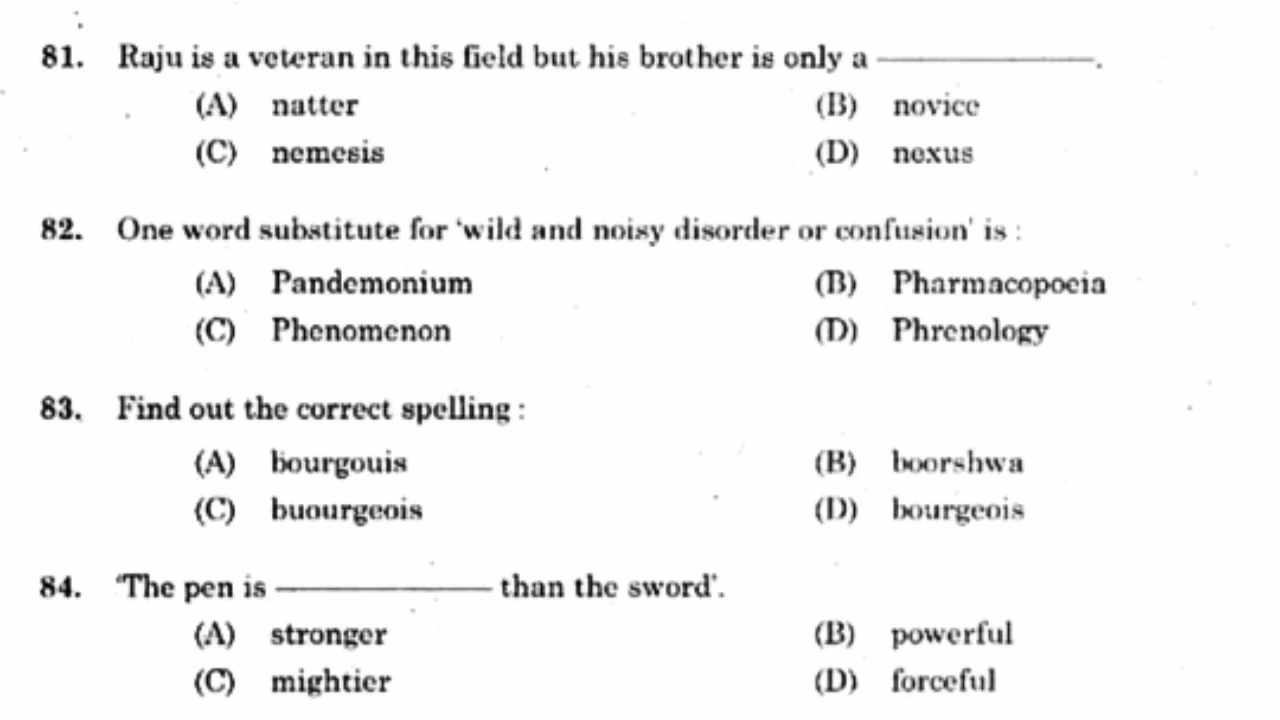 81. Raju is a veteran in this field but his brother is only a ―――――.
(A) natter (B) novice
(C) nemesis (D) nexus
82. One word substitute for 'wild and noisy disorder or confusion' is :
(A) Pandemonium (B) Pharmacopoeia
(C) Phenomenon (D) Phrenology
83. Find out the correct spelling :
(A) bourgouis (B) boorshwa
(C) buourgeois (D) bourgeois
84. 'The pen is ――――― than the sword'.
(A) stronger (B) powerful
(C) mightier (D) forceful